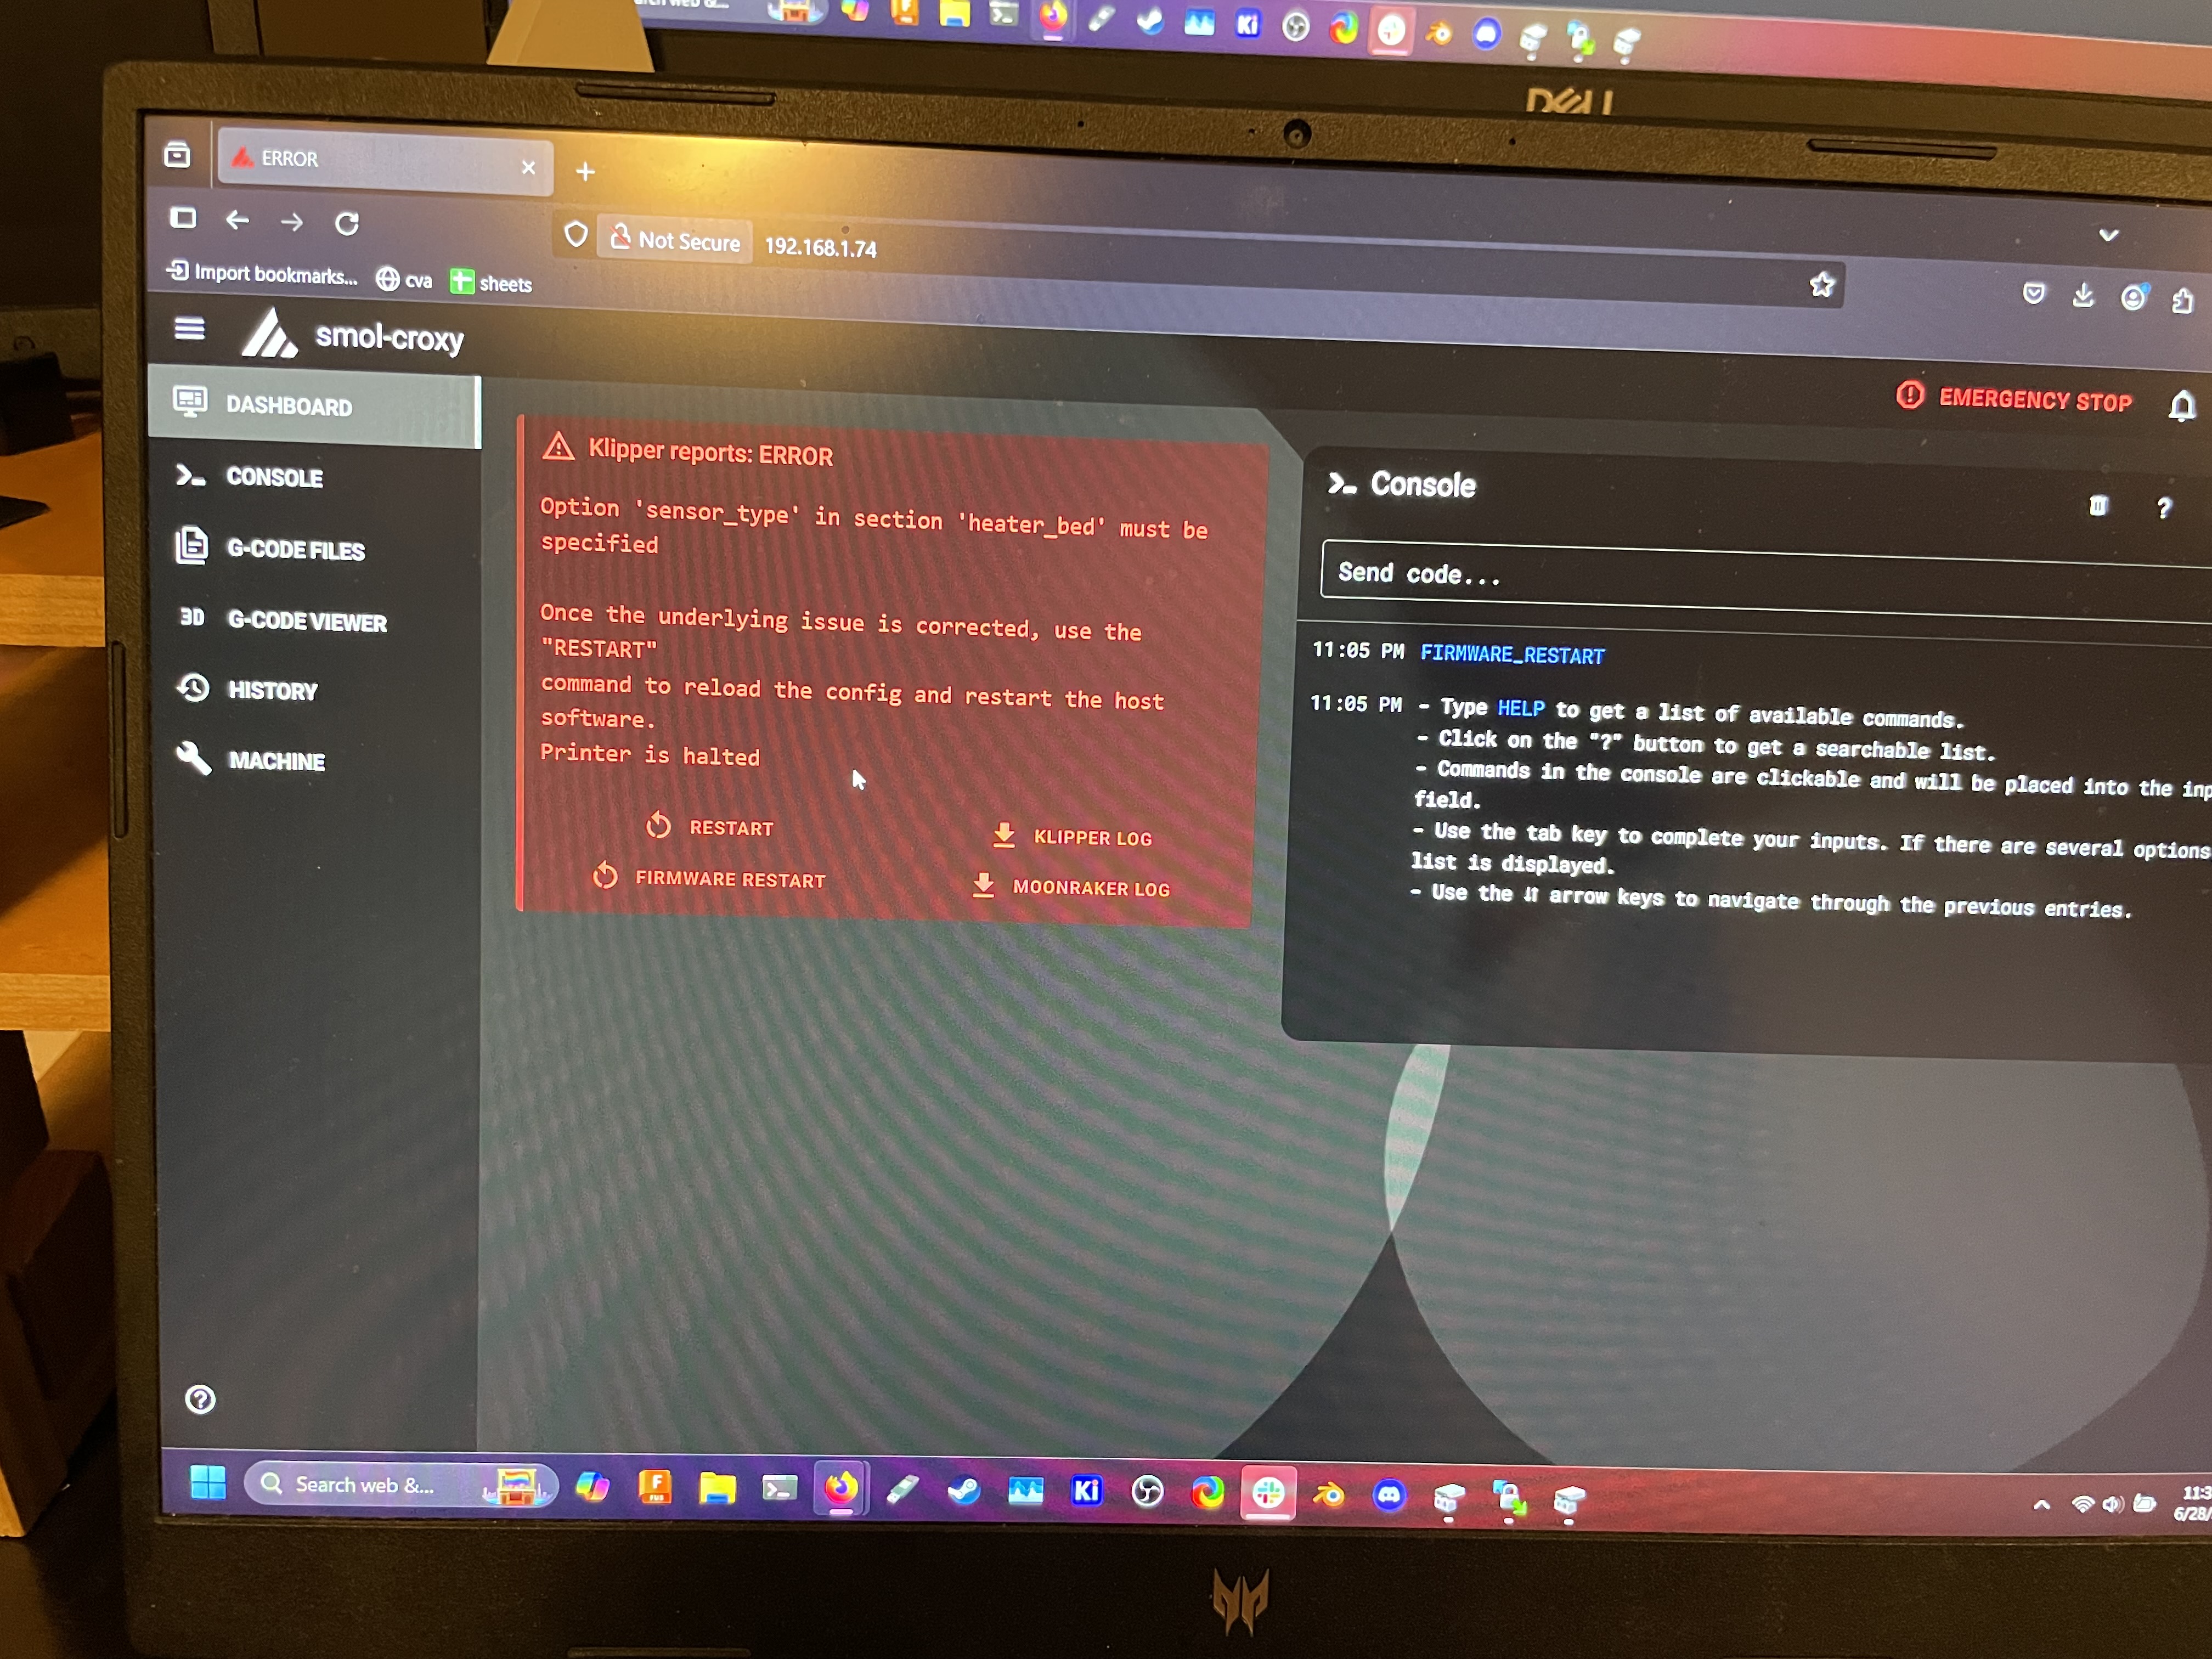 DELL
ERROR
Not Secure 192.168.1.74
Import bookmarks... cva sheets
smol-croxy
EMERGENCY STOP
DASHBOARD
CONSOLE
G-CODE FILES
3D G-CODE VIEWER
HISTORY
MACHINE
Klipper reports: ERROR
Option 'sensor_type' in section 'heater_bed' must be
specified
Once the underlying issue is corrected, use the
"RESTART"
command to reload the config and restart the host
software.
Printer is halted
RESTART
KLIPPER LOG
FIRMWARE RESTART
MOONRAKER LOG
Console
?
Send code...
11:05 PM FIRMWARE_RESTART
11:05 PM - Type HELP to get a list of available commands.
- Click on the "?" button to get a searchable list.
- Commands in the console are clickable and will be placed into the
field.
- Use the tab key to complete your inputs. If there are several options
list is displayed.
- Use the ⇵ arrow keys to navigate through the previous entries.
?
Search web &...
F
FUS
Ki
6/28/